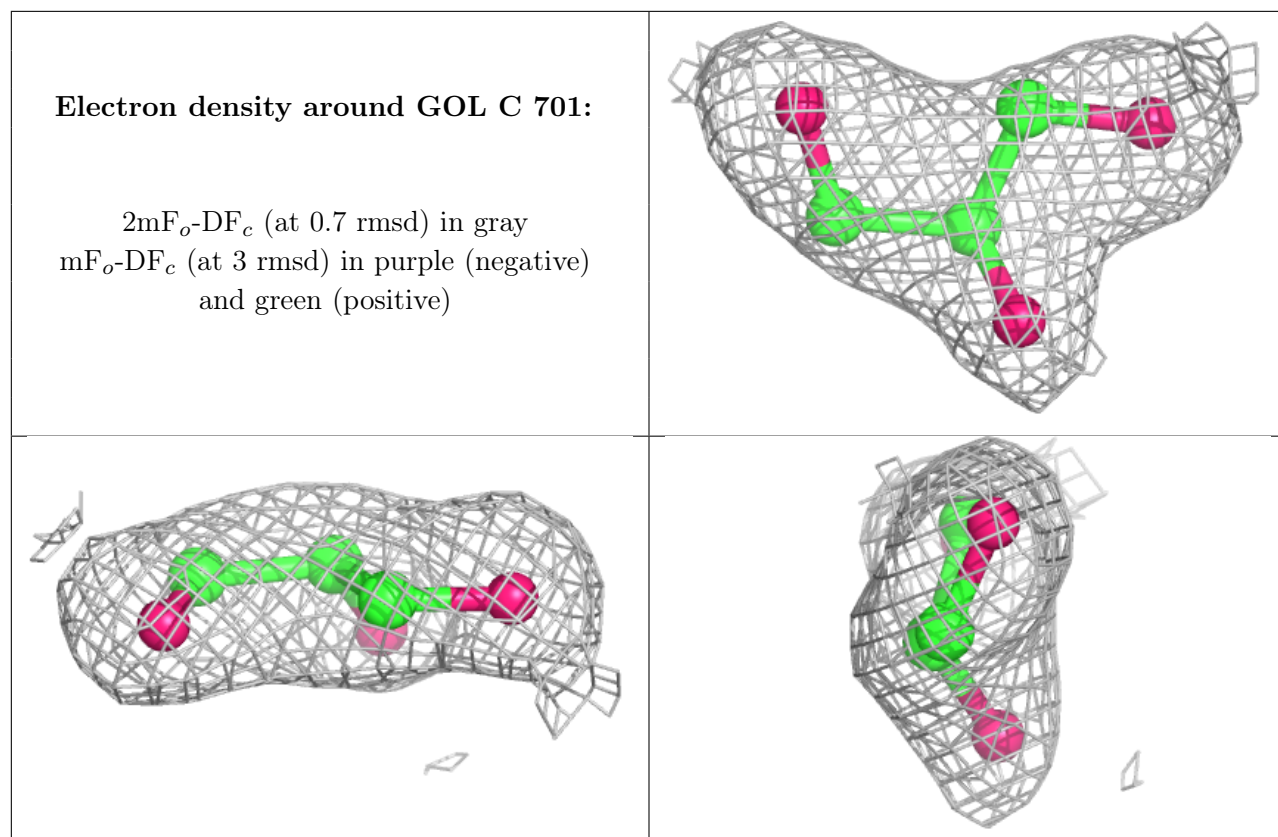 Electron density around GOL C 701:
2mFo-DFc (at 0.7 rmsd) in gray
mFo-DFc (at 3 rmsd) in purple (negative)
and green (positive)